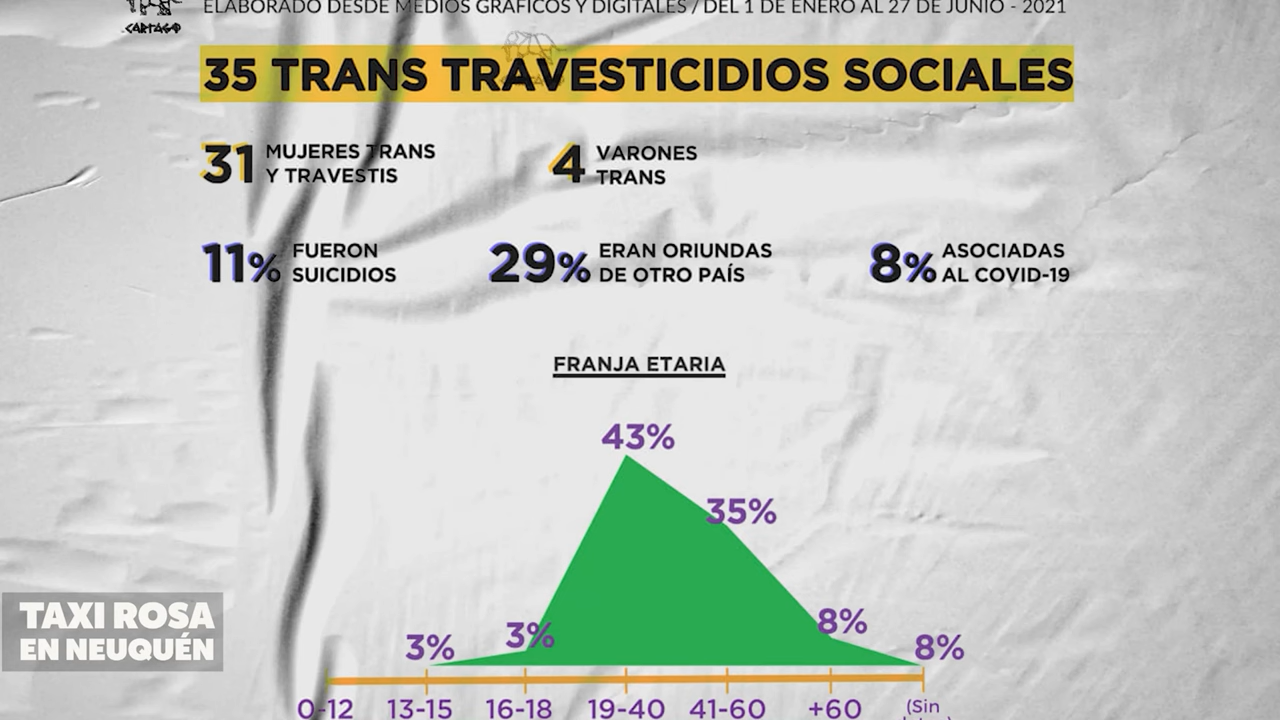 ELABORADO DESDE MEDIOS GRÁFICOS Y DIGITALES / DEL 1 DE ENERO AL 27 DE JUNIO - 2021
CARTAGO
35 TRANS TRAVESTICIDIOS SOCIALES
31 MUJERES TRANS
Y TRAVESTIS
4 VARONES
TRANS
11% FUERON
SUICIDIOS
29% ERAN ORIUNDAS
DE OTRO PAÍS
8% ASOCIADAS
AL COVID-19
FRANJA ETARIA
43%
35%
3%
3%
8%
8%
0-12 13-15 16-18 19-40 41-60 +60 (Sin
TAXI ROSA
EN NEUQUÉN